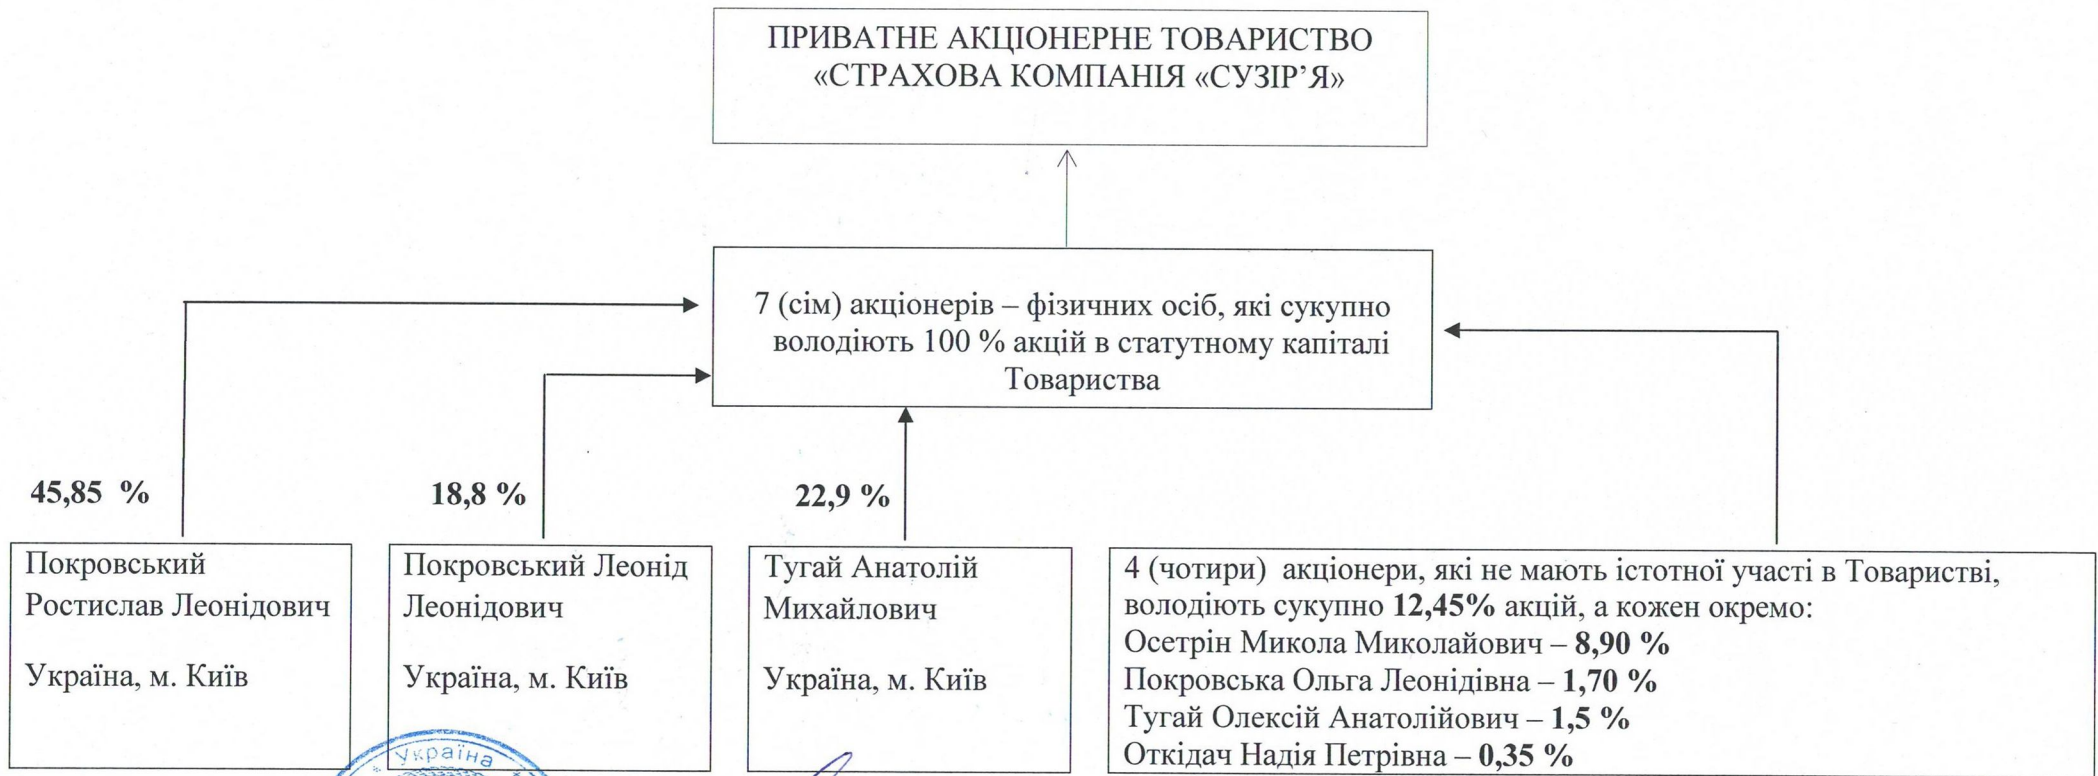 ПРИВАТНЕ АКЦІОНЕРНЕ ТОВАРИСТВО
«СТРАХОВА КОМПАНІЯ «СУЗІР’Я»
7 (сім) акціонерів – фізичних осіб, які сукупно
володіють 100 % акцій в статутному капіталі
Товариства
45,85 %
18,8 %
22,9 %
Покровський
Ростислав Леонідович
Україна, м. Київ
Покровський Леонід
Леонідович
Україна, м. Київ
Тугай Анатолій
Михайлович
Україна, м. Київ
4 (чотири) акціонери, які не мають істотної участі в Товаристві,
володіють сукупно 12,45% акцій, а кожен окремо:
Осетрін Микола Миколайович – 8,90 %
Покровська Ольга Леонідівна – 1,70 %
Тугай Олексій Анатолійович – 1,5 %
Откідач Надія Петрівна – 0,35 %
* Україна *